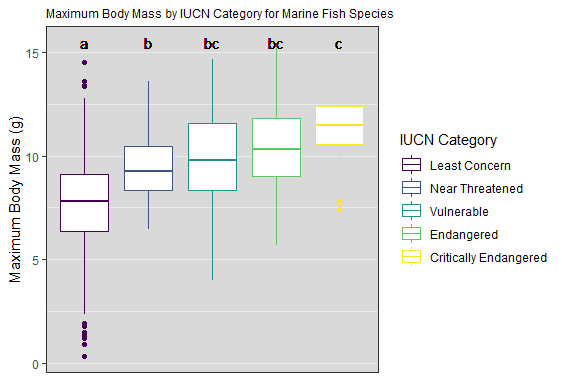 Maximum Body Mass by IUCN Category for Marine Fish Species
a b bc bc c
15
10
5
0
Maximum Body Mass (g)
IUCN Category
Least Concern
Near Threatened
Vulnerable
Endangered
Critically Endangered